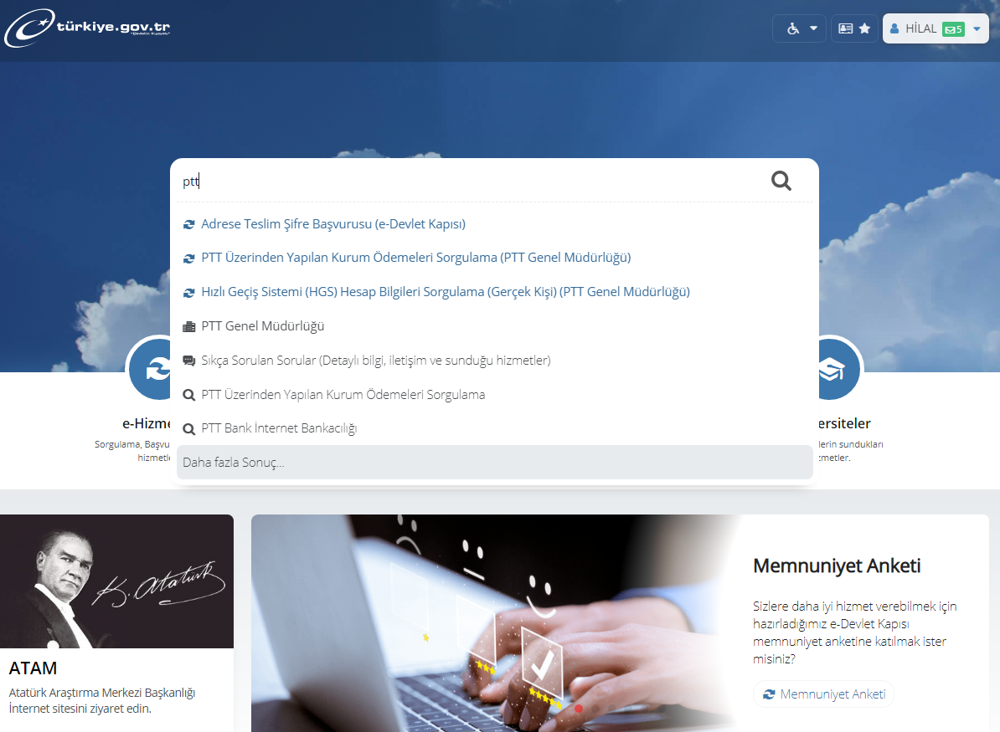 türkiye.gov.tr
HİLAL
5
ptt
Adrese Teslim Şifre Başvurusu (e-Devlet Kapısı)
PTT Üzerinden Yapılan Kurum Ödemeleri Sorgulama (PTT Genel Müdürlüğü)
Hızlı Geçiş Sistemi (HGS) Hesap Bilgileri Sorgulama (Gerçek Kişi) (PTT Genel Müdürlüğü)
PTT Genel Müdürlüğü
Sıkça Sorulan Sorular (Detaylı bilgi, iletişim ve sunduğu hizmetler)
PTT Üzerinden Yapılan Kurum Ödemeleri Sorgulama
PTT Bank İnternet Bankacılığı
Daha fazla Sonuç...
e-Hizme
Sorgulama, Başvu
hizmetle
ersiteler
lerin sundukları
zmetler.
K. Atatürk
ATAM
Atatürk Araştırma Merkezi Başkanlığı
İnternet sitesini ziyaret edin.
Memnuniyet Anketi
Sizlere daha iyi hizmet verebilmek için
hazırladığımız e-Devlet Kapısı
memnuniyet anketine katılmak ister
misiniz?
Memnuniyet Anketi